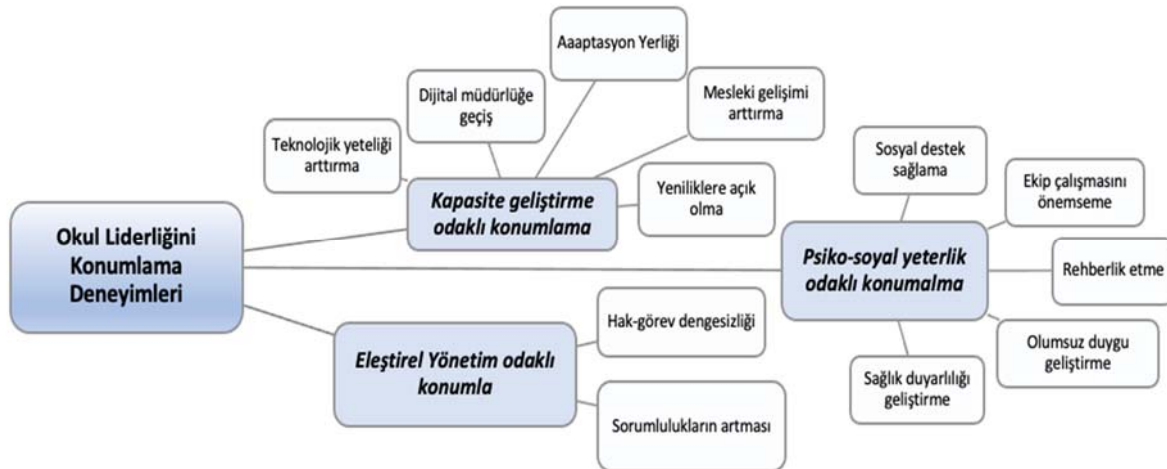 Aaaptasyon Yerliği
Dijital müdürlüğe
geçiş
Mesleki gelişimi
arttırma
Teknolojik yeteliği
arttırma
Kapasite geliştirme
odaklı konumlama
Yeniliklere açık
olma
Sosyal destek
sağlama
Ekip çalışmasını
önemseme
Okul Liderliğini
Konumlama
Deneyimleri
Psiko-soyal yeterlik
odaklı konumalma
Rehberlik etme
Hak-görev dengesizliği
Olumsuz duygu
geliştirme
Eleştirel Yönetim odaklı
konumla
Sağlık duyarlılığı
geliştirme
Sorumlulukların artması